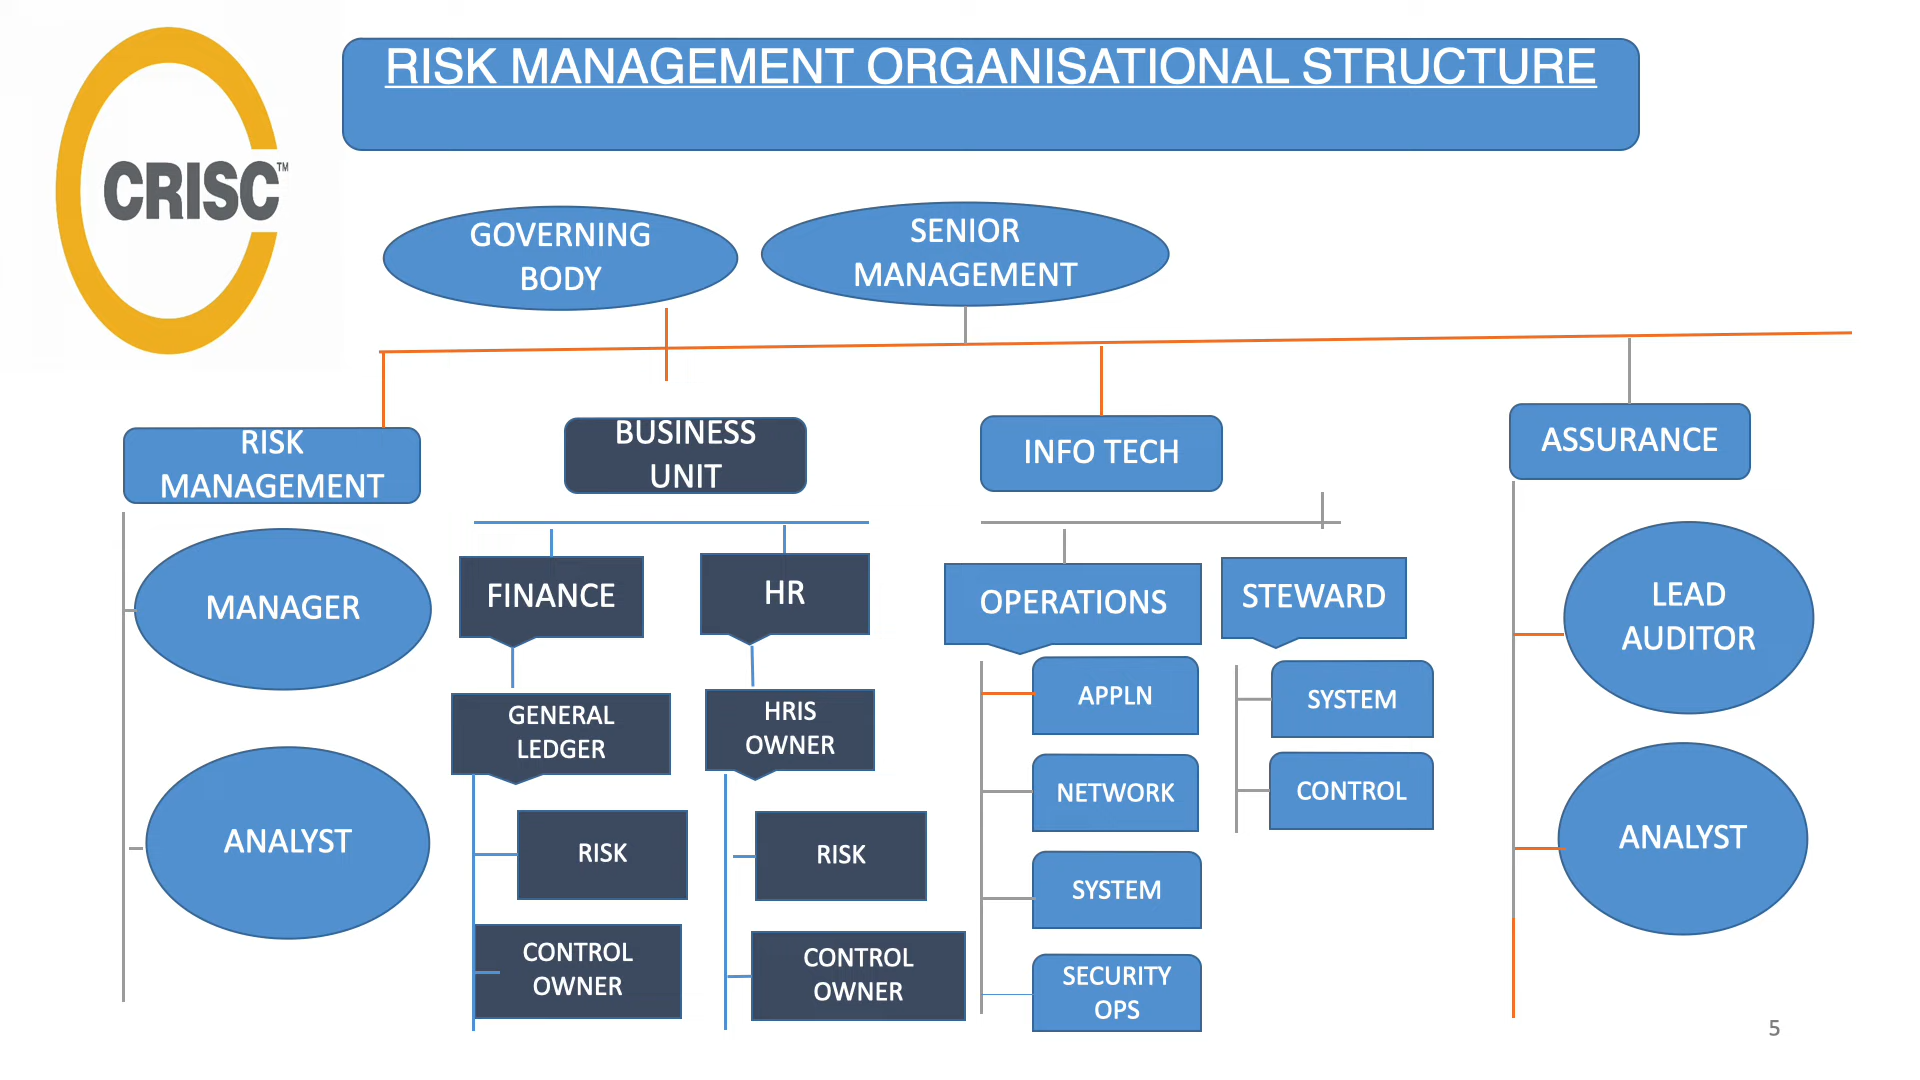 RISK MANAGEMENT ORGANISATIONAL STRUCTURE
CRISC™
GOVERNING
BODY
SENIOR
MANAGEMENT
RISK
MANAGEMENT
BUSINESS
UNIT
INFO TECH
ASSURANCE
MANAGER
ANALYST
FINANCE
HR
GENERAL
LEDGER
HRIS
OWNER
RISK
RISK
CONTROL
OWNER
CONTROL
OWNER
OPERATIONS
STEWARD
APPLN
NETWORK
SYSTEM
SECURITY
OPS
SYSTEM
CONTROL
LEAD
AUDITOR
ANALYST
5